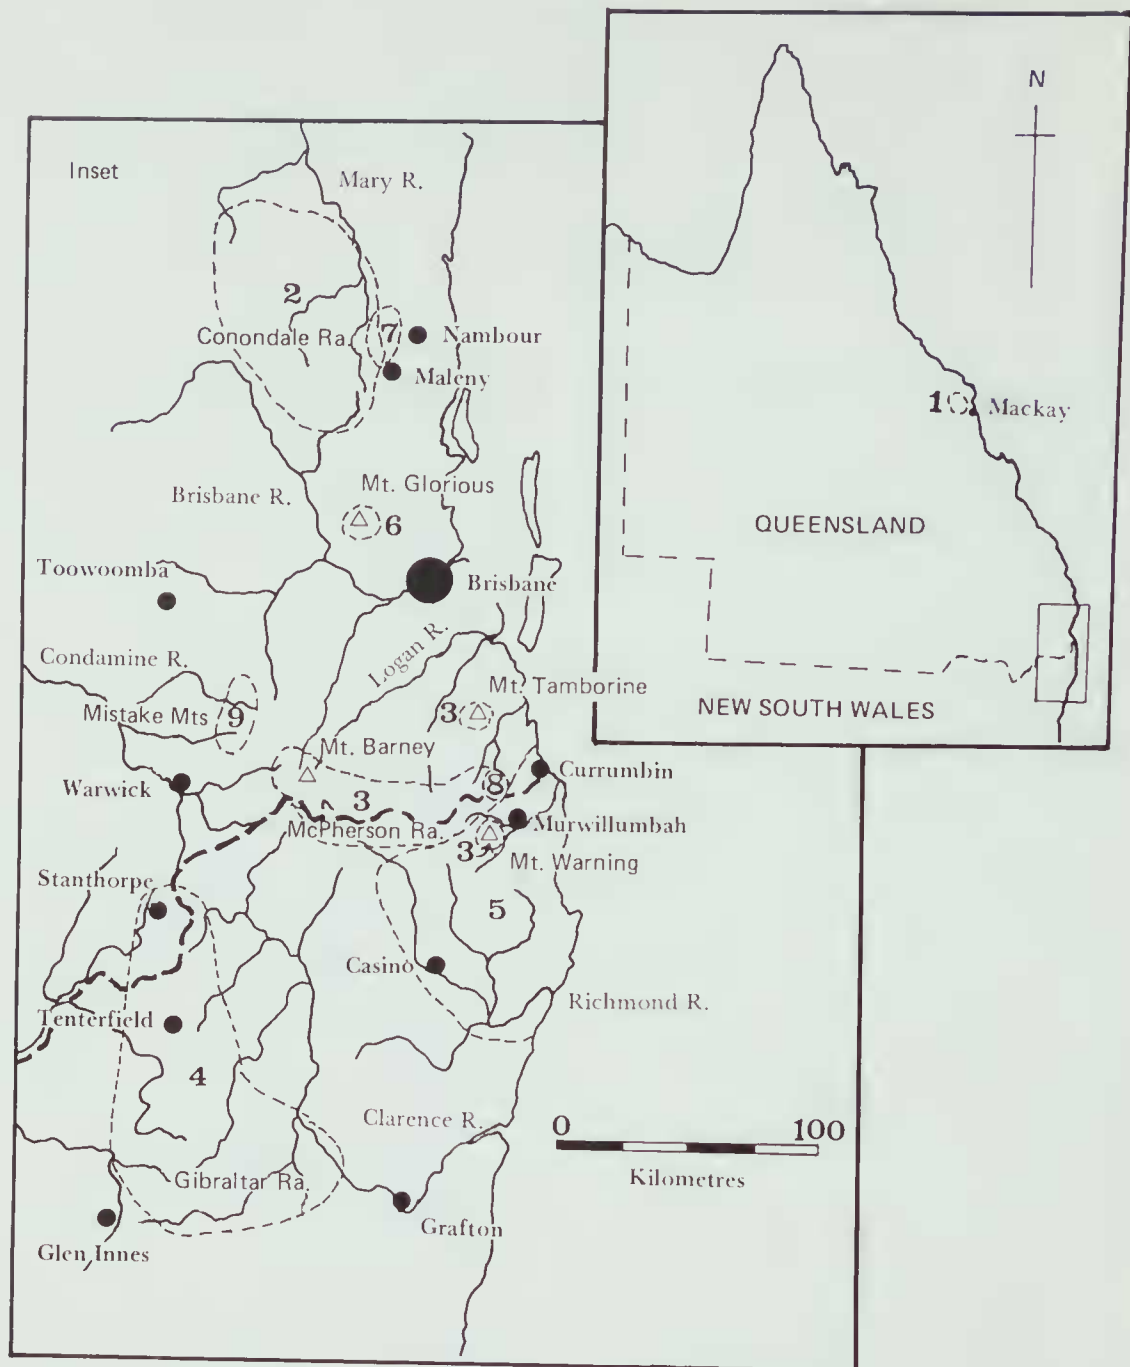 Inset
Mary R.
2
Conondale Ra.
7
Nambour
Maleny
Brisbane R.
Mt. Glorious
6
Toowoomba
Brisbane
Logan R.
Condamine R.
Mt. Tamborine
3
Mistake Mts
9
Mt. Barney
Currumbin
8
Warwick
3
McPherson Ra.
Murwillumbah
3
Mt. Warning
Stanthorpe
5
Casino
Richmond R.
Tenterfield
4
Clarence R.
0
100
Kilometres
Gibraltar Ra.
Grafton
Glen Innes
N
1
Mackay
QUEENSLAND
NEW SOUTH WALES